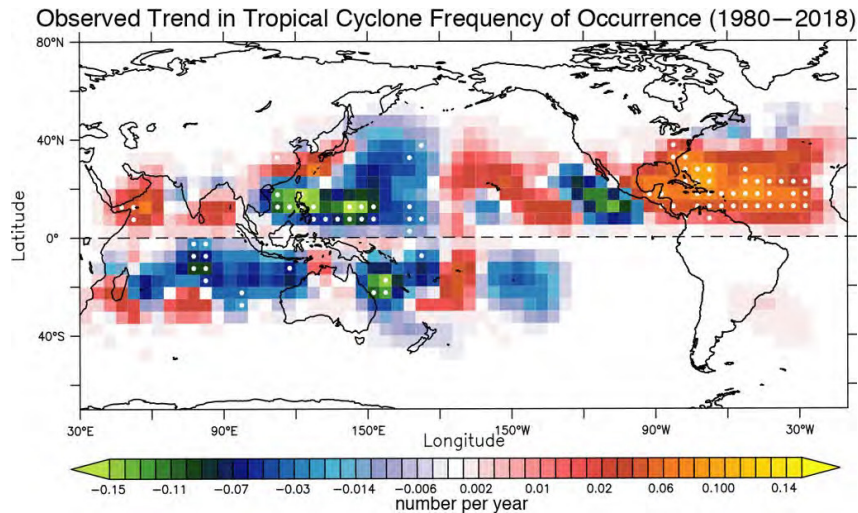 Observed Trend in Tropical Cyclone Frequency of Occurrence (1980—2018)
80°N
40°N
0°
40°S
Latitude
30°E 90°E 150°E 150°W 90°W 30°W
Longitude
−0.15 −0.11 −0.07 −0.03 −0.014 −0.006 0.002 0.01 0.02 0.06 0.100 0.14
number per year